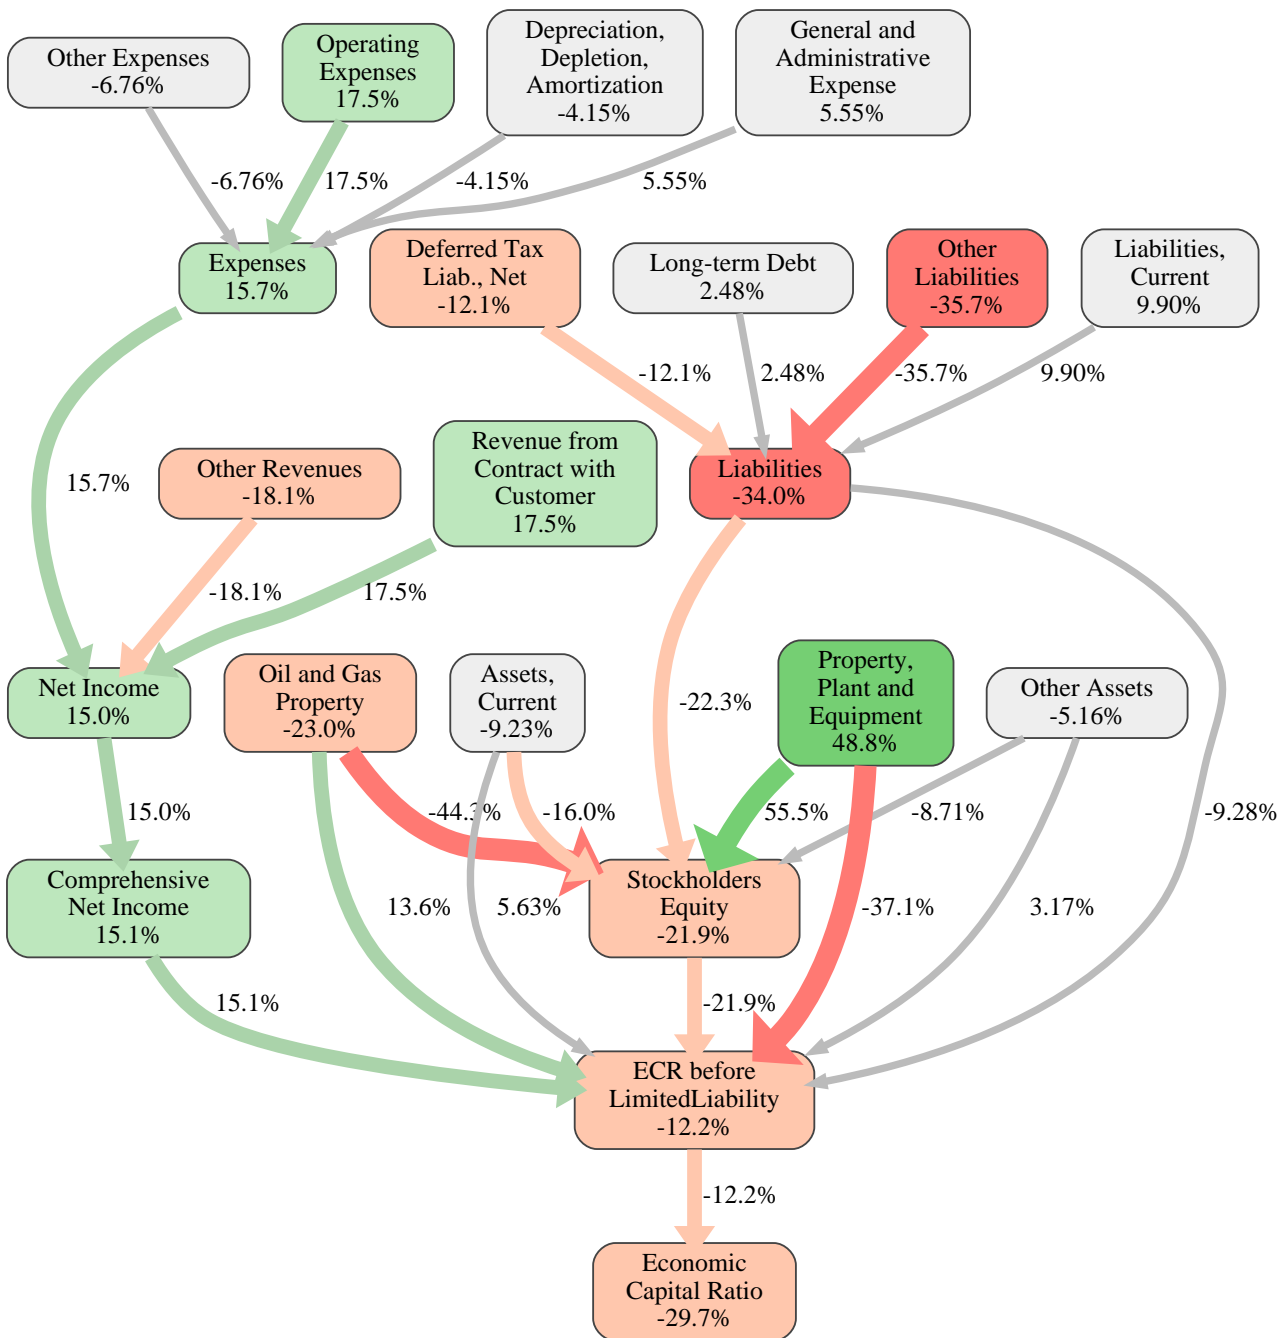 Other Expenses
-6.76%
Operating
Expenses
17.5%
Depreciation,
Depletion,
Amortization
-4.15%
General and
Administrative
Expense
5.55%
-6.76%
17.5%
-4.15%
5.55%
Expenses
15.7%
Deferred Tax
Liab., Net
-12.1%
Long-term Debt
2.48%
Other
Liabilities
-35.7%
Liabilities,
Current
9.90%
-12.1%
2.48%
-35.7%
9.90%
15.7%
Other Revenues
-18.1%
Revenue from
Contract with
Customer
17.5%
Liabilities
-34.0%
-18.1%
17.5%
Net Income
15.0%
Oil and Gas
Property
-23.0%
Assets,
Current
-9.23%
-22.3%
Property,
Plant and
Equipment
48.8%
Other Assets
-5.16%
15.0%
-44.3%
-16.0%
55.5%
-8.71%
-9.28%
Comprehensive
Net Income
15.1%
13.6%
5.63%
Stockholders
Equity
-21.9%
-37.1%
3.17%
15.1%
-21.9%
ECR before
LimitedLiability
-12.2%
-12.2%
Economic
Capital Ratio
-29.7%